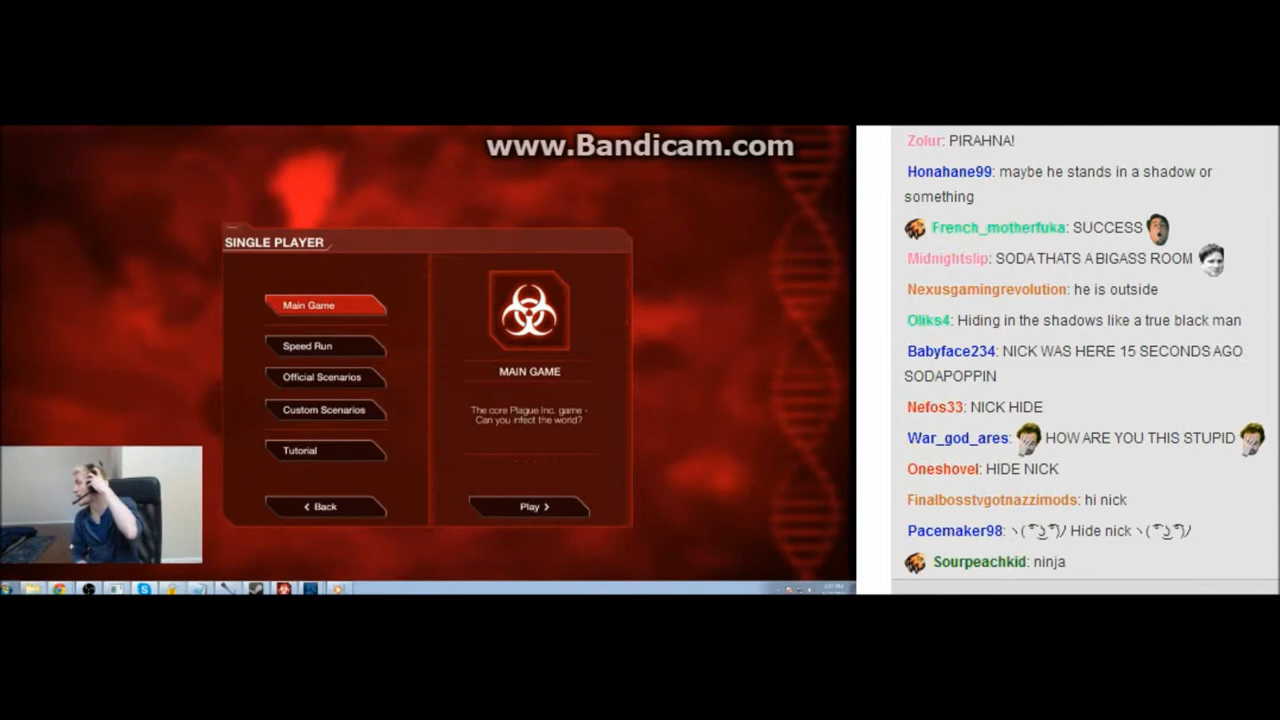 www.Bandicam.com
SINGLE PLAYER
Main Game
Speed Run
Official Scenarios
Custom Scenarios
Tutorial
< Back
MAIN GAME
The core Plague Inc. game -
Can you infect the world?
Play >
Zolur: PIRAHNA!
Honahane99: maybe he stands in a shadow or
something
French_motherfuka: SUCCESS
Midnightslip: SODA THATS A BIGASS ROOM
Nexusgamingrevolution: he is outside
Oliks4: Hiding in the shadows like a true black man
Babyface234: NICK WAS HERE 15 SECONDS AGO
SODAPOPPIN
Nefos33: NICK HIDE
War_god_ares: HOW ARE YOU THIS STUPID
Oneshovel: HIDE NICK
Finalbosstvgotnazzimods: hi nick
Pacemaker98: ヽ( ͡° ͜ʖ ͡°)ﾉ Hide nick ヽ( ͡° ͜ʖ ͡°)ﾉ
Sourpeachkid: ninja